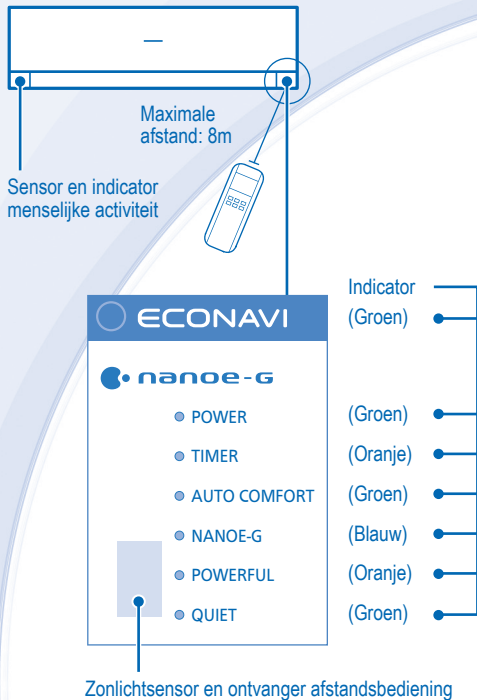 Maximale
afstand: 8m
Sensor en indicator
menselijke activiteit
Indicator
ECONAVI (Groen)
nanoe-G
POWER (Groen)
TIMER (Oranje)
AUTO COMFORT (Groen)
NANOE-G (Blauw)
POWERFUL (Oranje)
QUIET (Groen)
Zonlichtsensor en ontvanger afstandsbediening